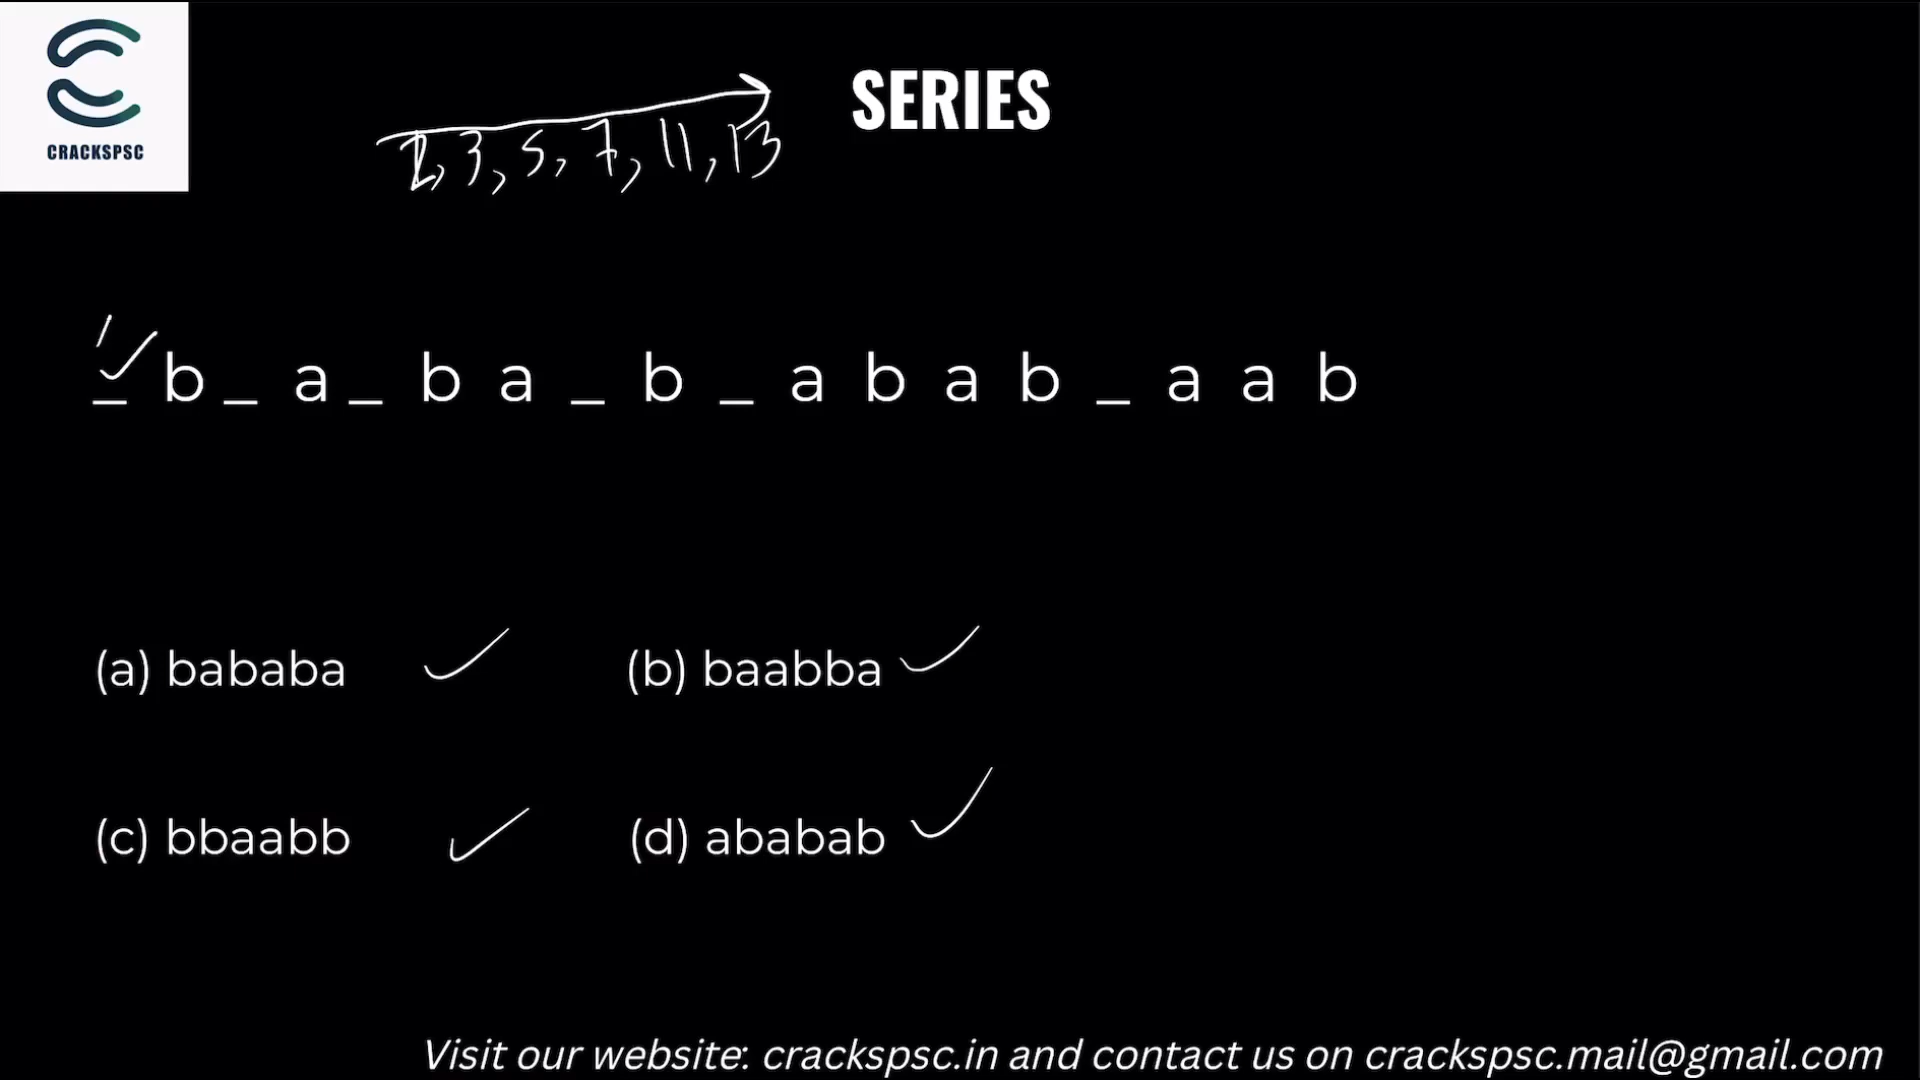 CRACKSPSC
SERIES
2, 3, 5, 7, 11, 13
1
_ b _ a _ b a _ b _ a b a b _ a a b
(a) bababa (b) baabba
(c) bbaabb (d) ababab
Visit our website: crackspsc.in and contact us on crackspsc.mail@gmail.com